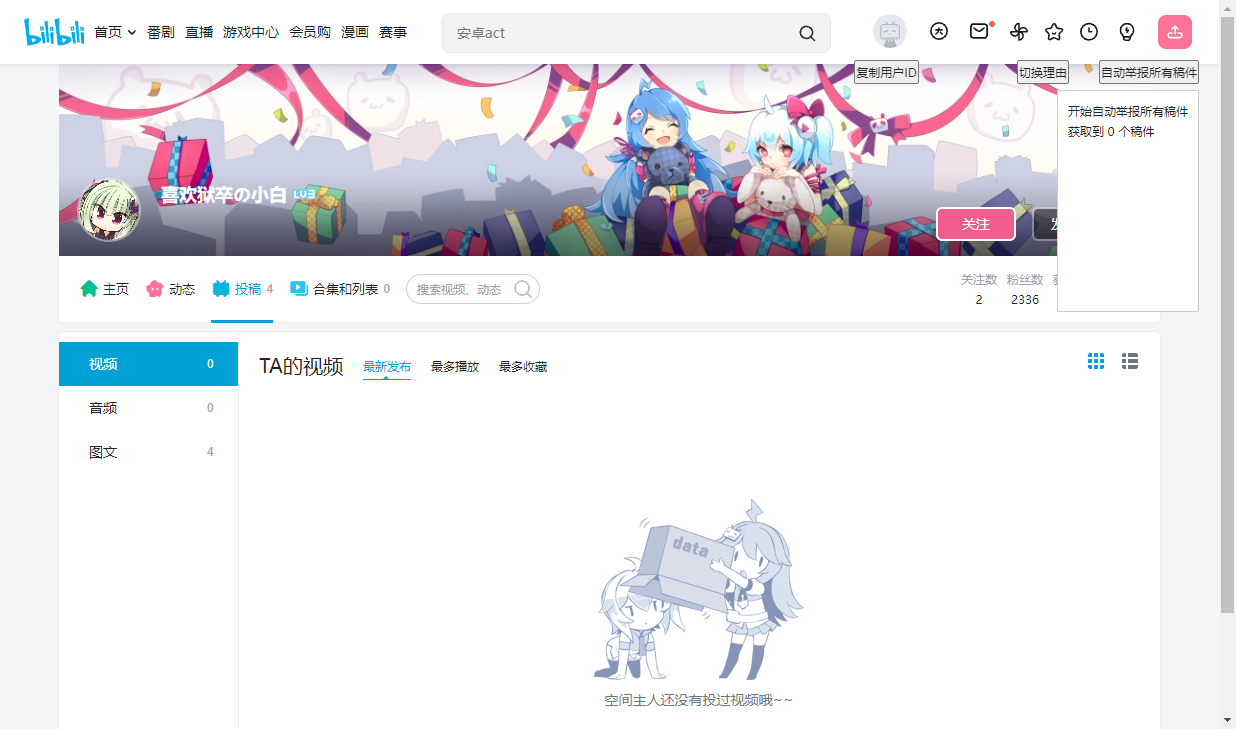 bilibili 首页 番剧 直播 游戏中心 会员购 漫画 赛事 安卓act
复制用户ID 切换理由 自动举报所有稿件
开始自动举报所有稿件
获取到 0 个稿件
喜欢狱卒の小白 LV3
关注 发
主页 动态 投稿 4 合集和列表 0 搜索视频、动态
关注数 粉丝数
2 2336
视频 0
音频 0
图文 4
TA的视频 最新发布 最多播放 最多收藏
data
空间主人还没有投过视频哦~~